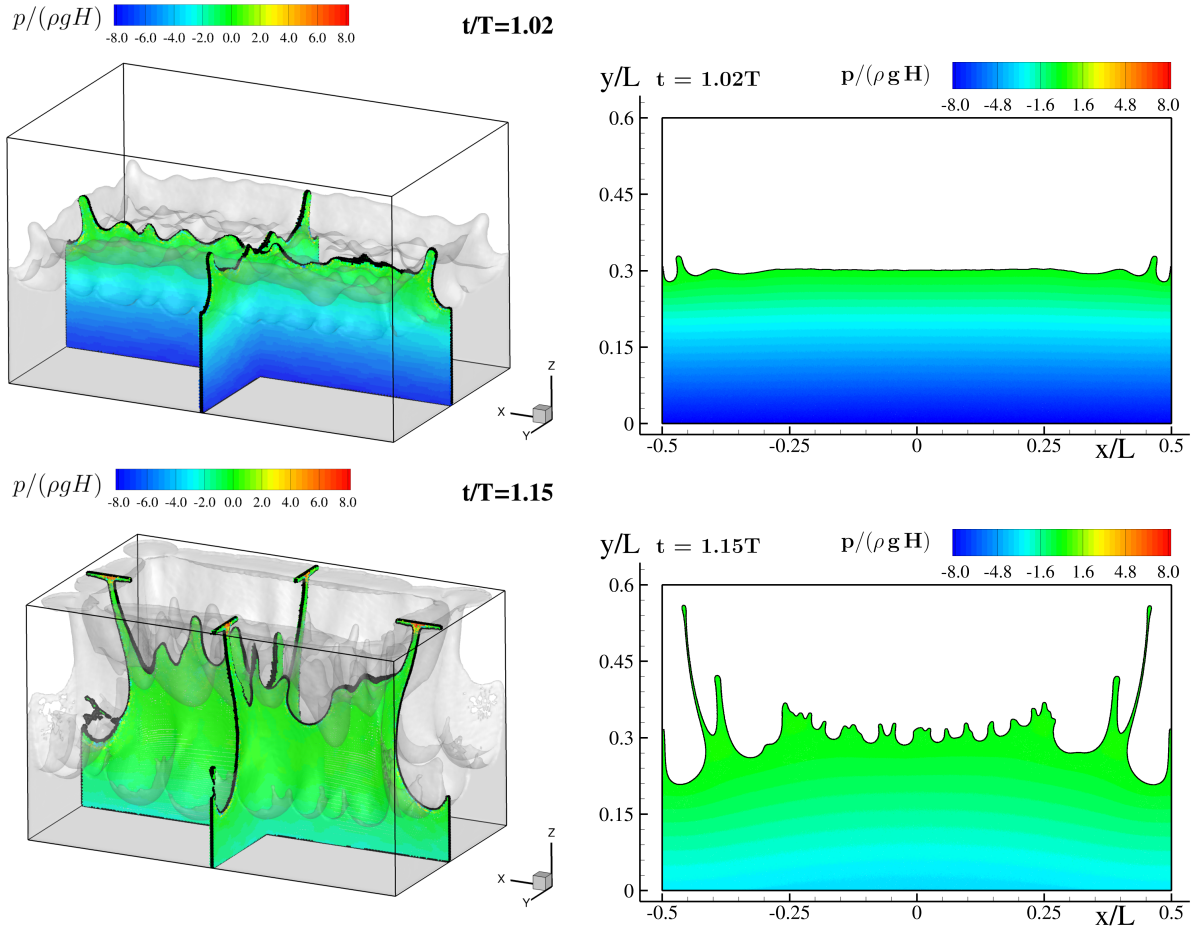 p/(ρgH)
-8.0 -6.0 -4.0 -2.0 0.0 2.0 4.0 6.0 8.0
t/T=1.02
Z
X
Y
y/L t = 1.02T p/(ρ g H)
-8.0 -4.8 -1.6 1.6 4.8 8.0
0.6
0.45
0.3
0.15
0
-0.5 -0.25 0 0.25 0.5
x/L
p/(ρgH)
-8.0 -6.0 -4.0 -2.0 0.0 2.0 4.0 6.0 8.0
t/T=1.15
Z
X
Y
y/L t = 1.15T p/(ρ g H)
-8.0 -4.8 -1.6 1.6 4.8 8.0
0.6
0.45
0.3
0.15
0
-0.5 -0.25 0 0.25 0.5
x/L